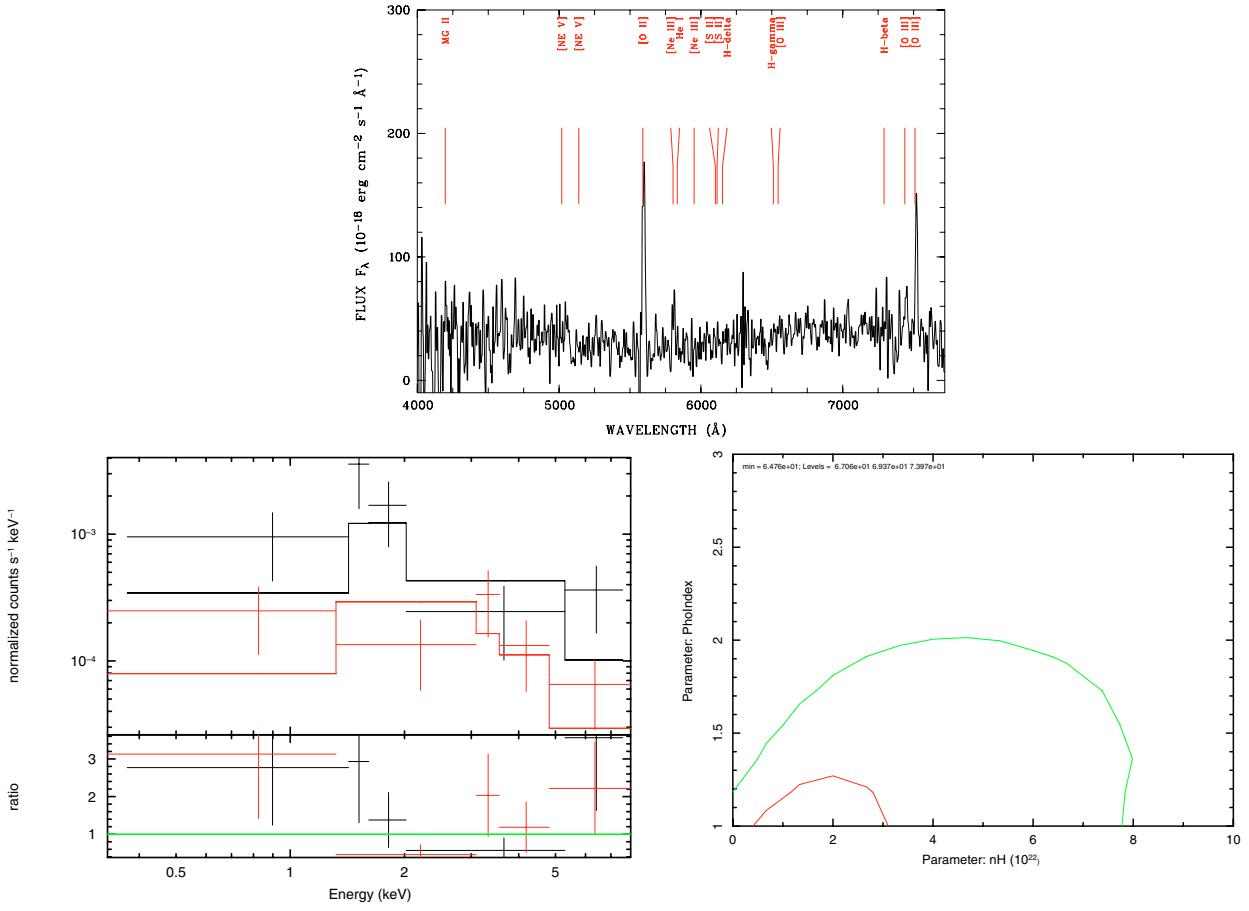 300
200
100
0
FLUX Fλ (10⁻¹⁸ erg cm⁻² s⁻¹ Å⁻¹)
MG II
[NE V]
[NE V]
[O II]
[Ne III]
He I
[Ne III]
[S II]
[S II]
H-delta
H-gamma
[O III]
H-beta
[O III]
[O III]
4000 5000 6000 7000
WAVELENGTH (Å)
normalized counts s⁻¹ keV⁻¹
10⁻³
10⁻⁴
ratio
3
2
1
0.5 1 2 5
Energy (keV)
min = 6.476e+01; Levels = 6.706e+01 6.937e+01 7.397e+01
Parameter: PhoIndex
3
2.5
2
1.5
1
0 2 4 6 8 10
Parameter: nH (10²²)